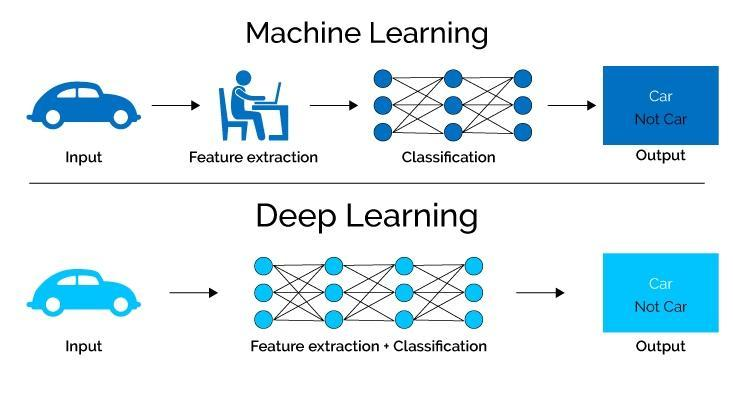 Machine Learning
Car
Not Car
Input
Feature extraction
Classification
Output
Deep Learning
Car
Not Car
Input
Feature extraction + Classification
Output